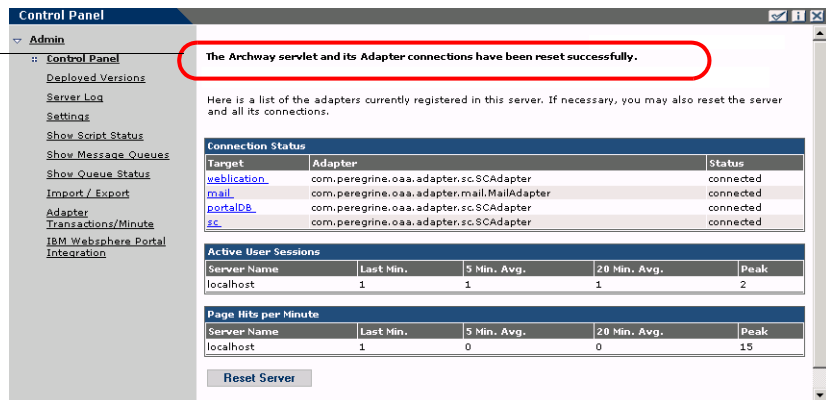 Control Panel
Admin
Control Panel
Deployed Versions
Server Log
Settings
Show Script Status
Show Message Queues
Show Queue Status
Import / Export
Adapter
Transactions/Minute
IBM Websphere Portal
Integration
The Archway servlet and its Adapter connections have been reset successfully.
Here is a list of the adapters currently registered in this server. If necessary, you may also reset the server
and all its connections.
Connection Status
Target Adapter Status
weblication com.peregrine.oaa.adapter.sc.SCAdapter connected
mail com.peregrine.oaa.adapter.mail.MailAdapter connected
portalDB com.peregrine.oaa.adapter.sc.SCAdapter connected
sc com.peregrine.oaa.adapter.sc.SCAdapter connected
Active User Sessions
Server Name Last Min. 5 Min. Avg. 20 Min. Avg. Peak
localhost 1 1 1 2
Page Hits per Minute
Server Name Last Min. 5 Min. Avg. 20 Min. Avg. Peak
localhost 1 0 0 15
Reset Server